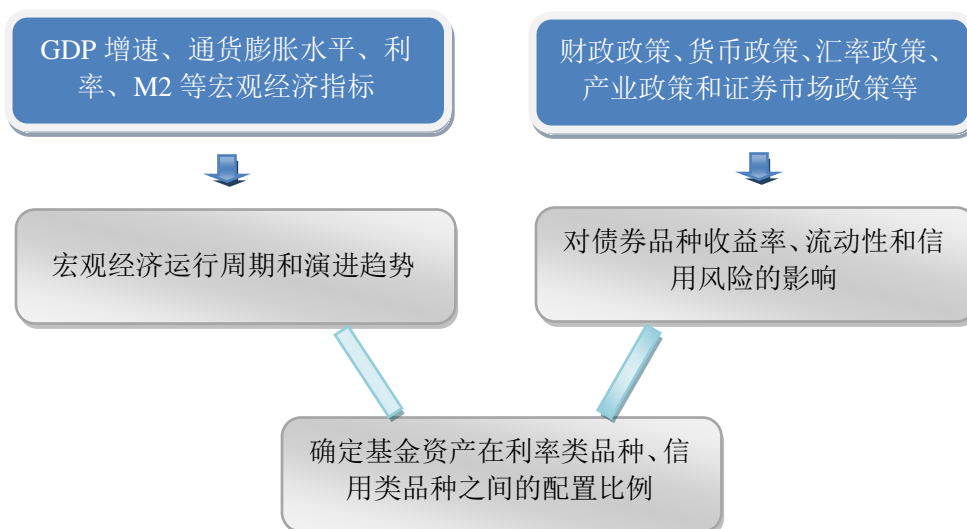 GDP 增速、通货膨胀水平、利
率、M2 等宏观经济指标
财政政策、货币政策、汇率政策、
产业政策和证券市场政策等
宏观经济运行周期和演进趋势
对债券品种收益率、流动性和信
用风险的影响
确定基金资产在利率类品种、信
用类品种之间的配置比例